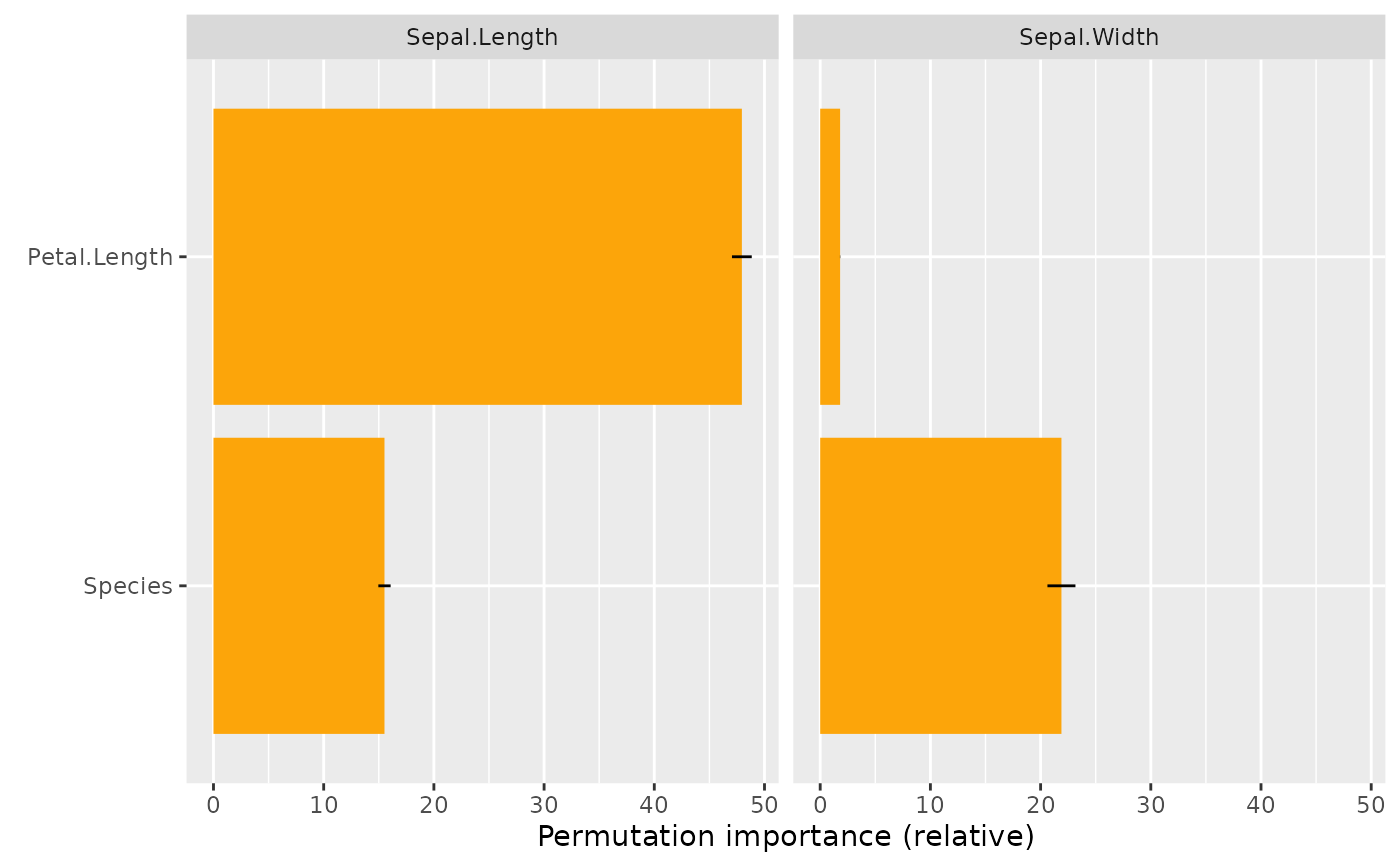 Sepal.Length Sepal.Width
Petal.Length
Species
0 10 20 30 40 50 0 10 20 30 40 50
Permutation importance (relative)